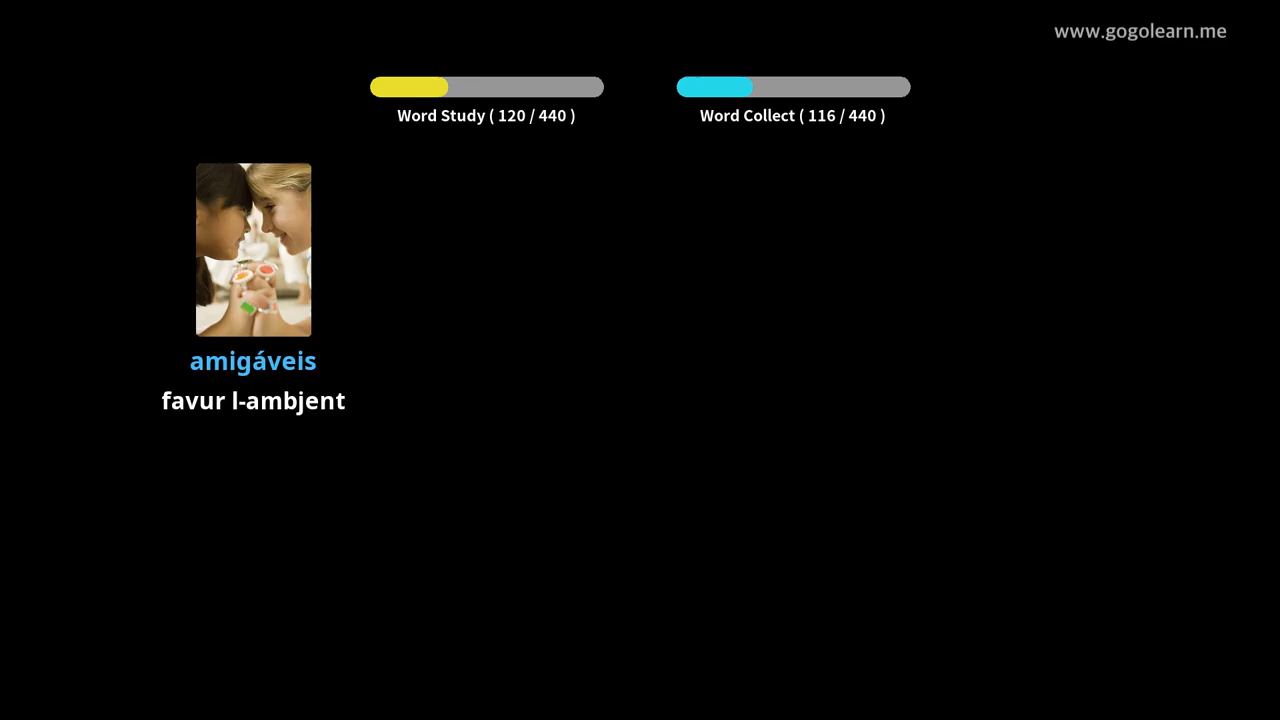 www.gogolearn.me
Word Study ( 120 / 440 )
Word Collect ( 116 / 440 )
amigáveis
favur l-ambjent